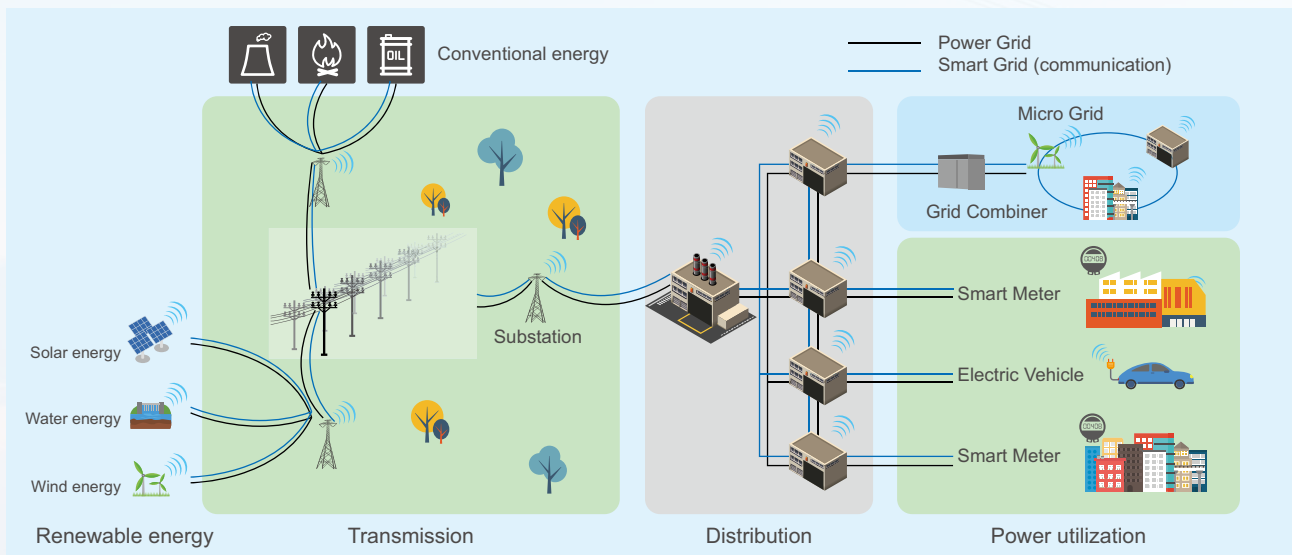 OIL
Conventional energy
Power Grid
Smart Grid (communication)
Micro Grid
Grid Combiner
Substation
Smart Meter
Solar energy
Electric Vehicle
Water energy
Smart Meter
Wind energy
Renewable energy
Transmission
Distribution
Power utilization